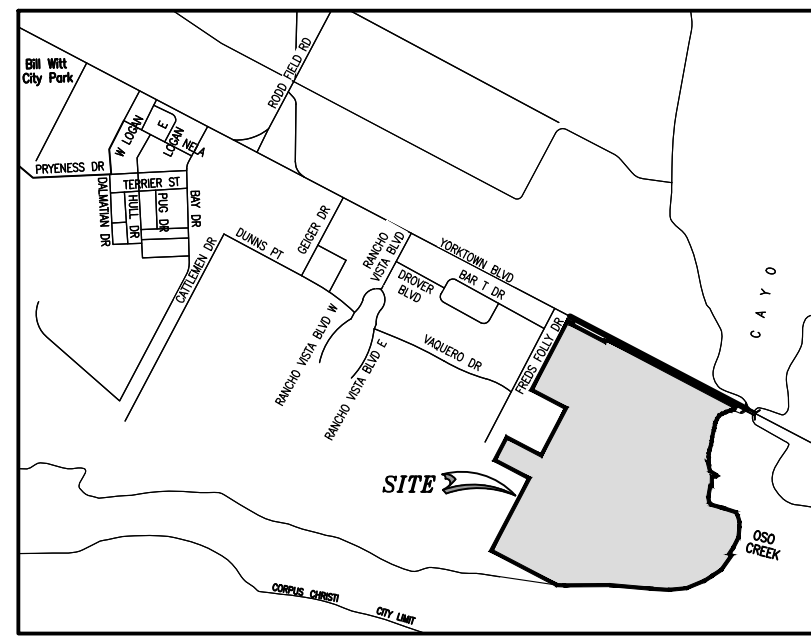 Bill Witt
City Park
RODD FIELD RD
W LOGAN
E
LOGAN
NELA
PRYENESS DR
TERRIER ST
DALMATIAN DR
HULL DR
PUG DR
BAY DR
CATTLEMEN DR
DUNNS PT
GEIGER DR
RANCHO
VISTA BLVD
YORKTOWN BLVD
DROVER
BLVD
BAR T DR
CAYO
RANCHO VISTA BLVD W
RANCHO VISTA BLVD E
VAQUERO DR
FREDS FOLLY DR
SITE
OSO
CREEK
CORPUS CHRISTI
CITY LIMIT